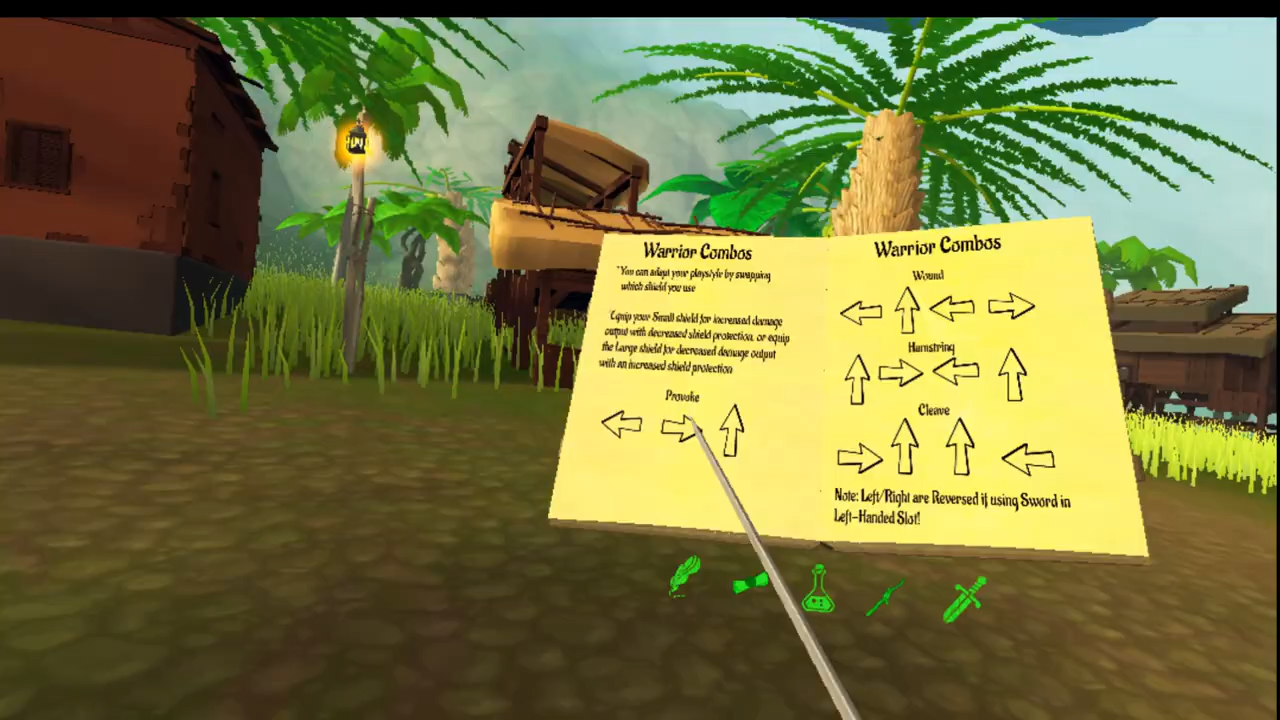 Warrior Combos
*You can adapt your playstyle by swapping
which shield you use
*Equip your Small shield for increased damage
output with decreased shield protection, or equip
the Large shield for decreased damage output
with an increased shield protection
Provoke
Warrior Combos
Wound
Hamstring
Cleave
Note: Left/Right are Reversed if using Sword in
Left-Handed Slot!